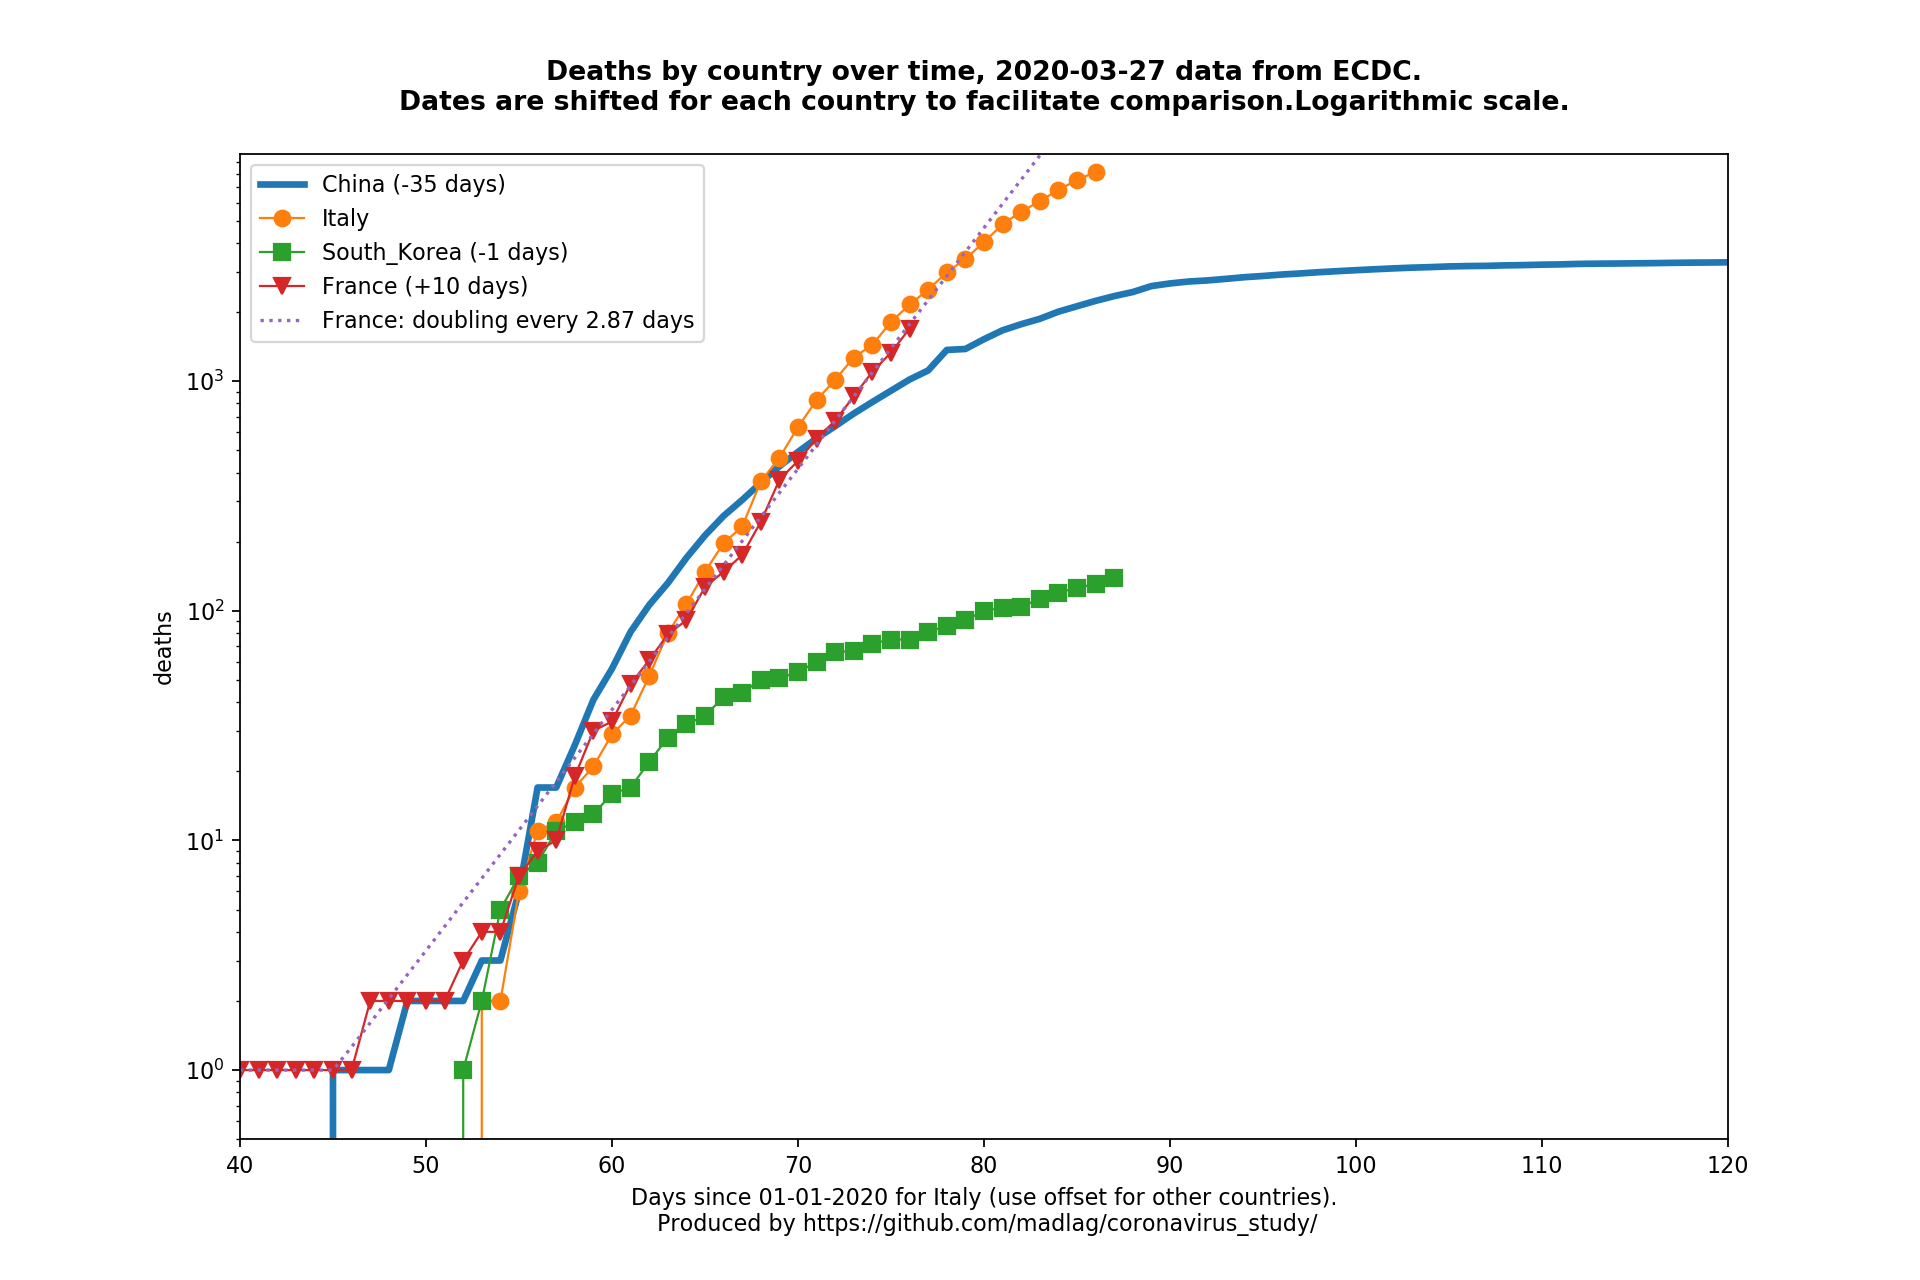 Deaths by country over time, 2020-03-27 data from ECDC.
Dates are shifted for each country to facilitate comparison.Logarithmic scale.
China (-35 days)
Italy
South_Korea (-1 days)
France (+10 days)
France: doubling every 2.87 days
10³
10²
10¹
10⁰
deaths
40 50 60 70 80 90 100 110 120
Days since 01-01-2020 for Italy (use offset for other countries).
Produced by https://github.com/madlag/coronavirus_study/